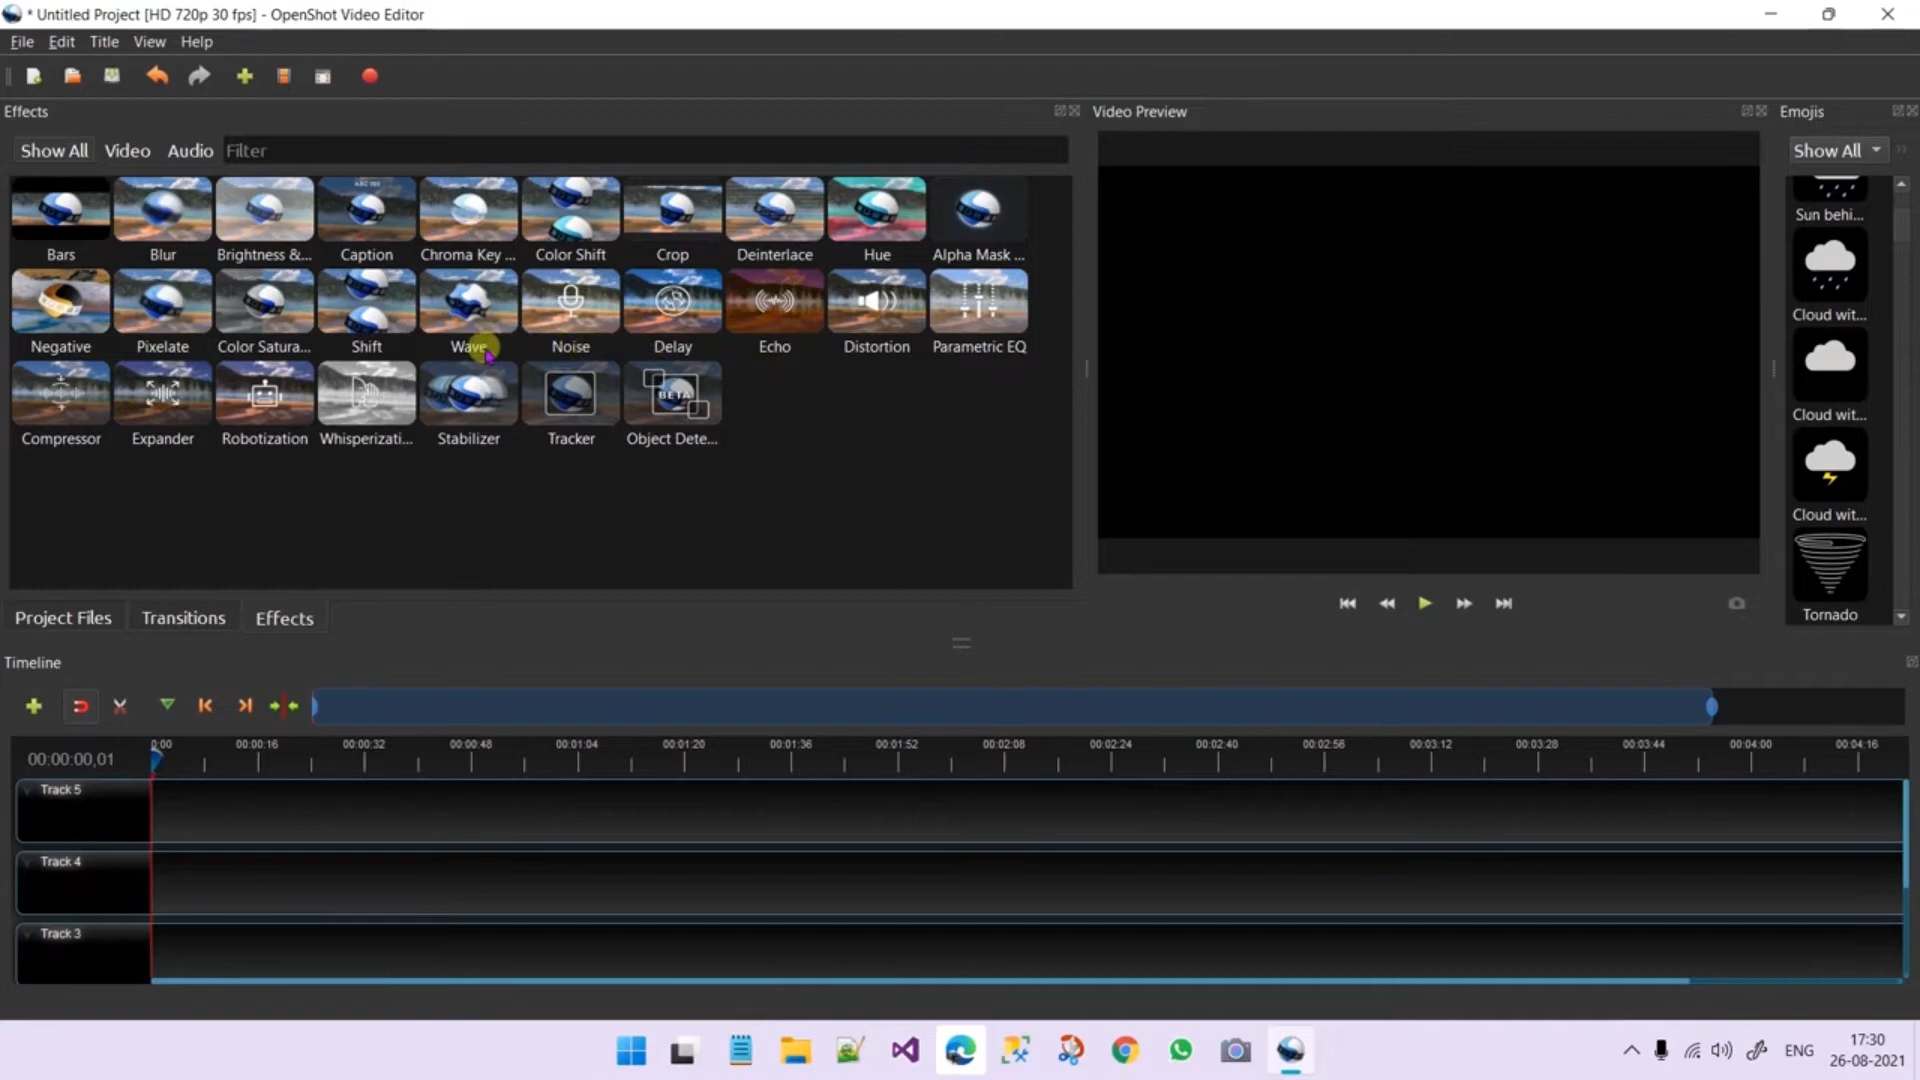 * Untitled Project [HD 720p 30 fps] - OpenShot Video Editor
File Edit Title View Help
Effects
Video Preview
Emojis
Show All Video Audio Filter
Show All
Bars Blur Brightness &... Caption Chroma Key ... Color Shift Crop Deinterlace Hue Alpha Mask ...
Negative Pixelate Color Satura... Shift Wave Noise Delay Echo Distortion Parametric EQ
BETA
Compressor Expander Robotization Whisperizati... Stabilizer Tracker Object Dete...
Sun behi...
Cloud wit...
Cloud wit...
Cloud wit...
Tornado
Project Files Transitions Effects
Timeline
00:00:00,01
0:00 00:00:16 00:00:32 00:00:48 00:01:04 00:01:20 00:01:36 00:01:52 00:02:08 00:02:24 00:02:40 00:02:56 00:03:12 00:03:28 00:03:44 00:04:00 00:04:16
Track 5
Track 4
Track 3
ENG
17:30
26-08-2021